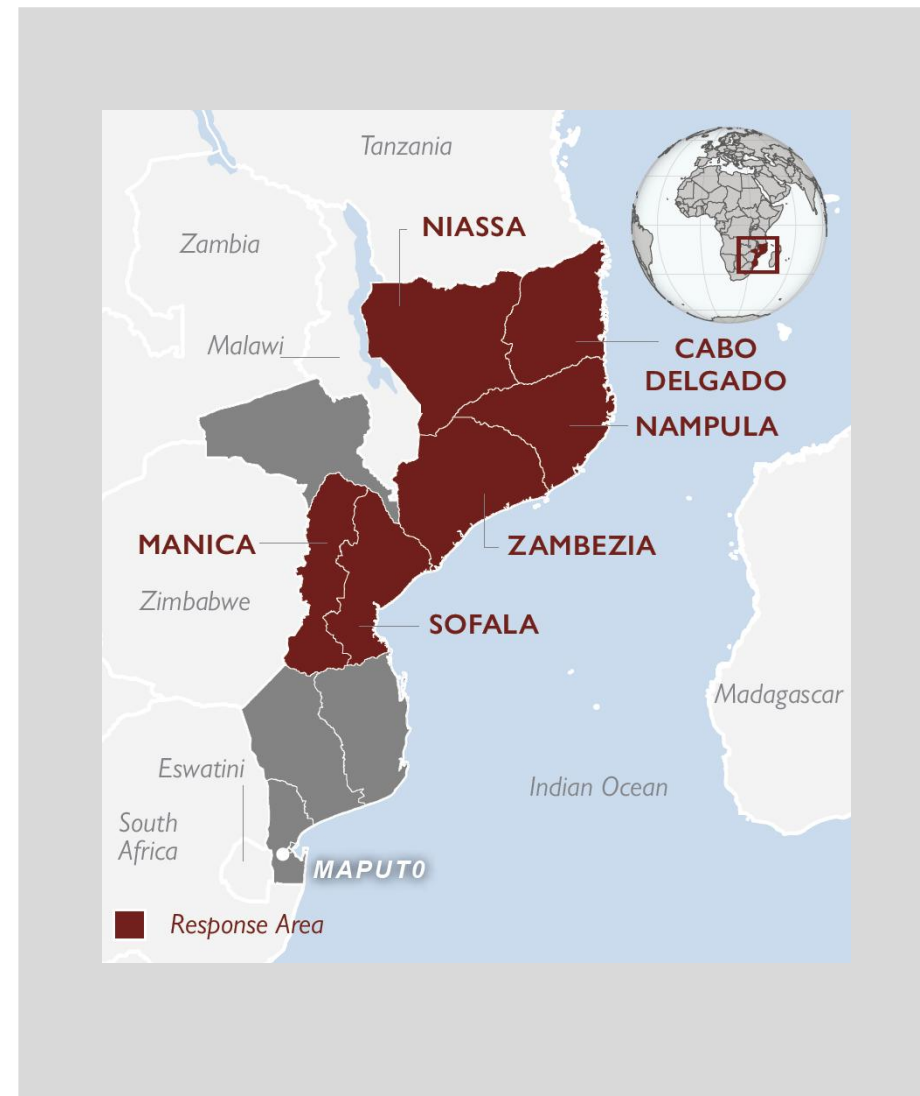 Tanzania
NIASSA
Zambia
Malawi
CABO
DELGADO
NAMPULA
MANICA
ZAMBEZIA
Zimbabwe
SOFALA
Madagascar
Eswatini
Indian Ocean
South
Africa
MAPUT0
Response Area